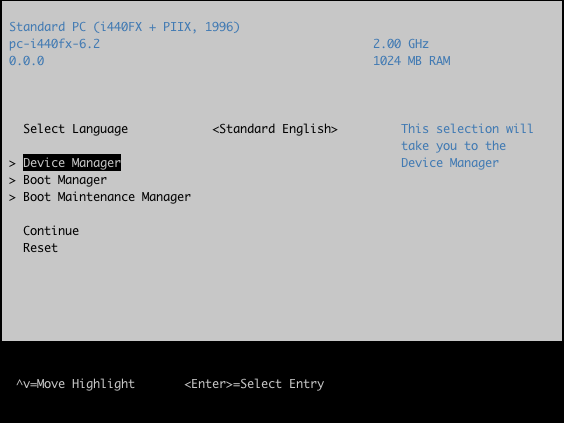 Standard PC (i440FX + PIIX, 1996)
pc-i440fx-6.2 2.00 GHz
0.0.0 1024 MB RAM
Select Language <Standard English> This selection will
take you to the
> Device Manager Device Manager
> Boot Manager
> Boot Maintenance Manager
Continue
Reset
^v=Move Highlight <Enter>=Select Entry